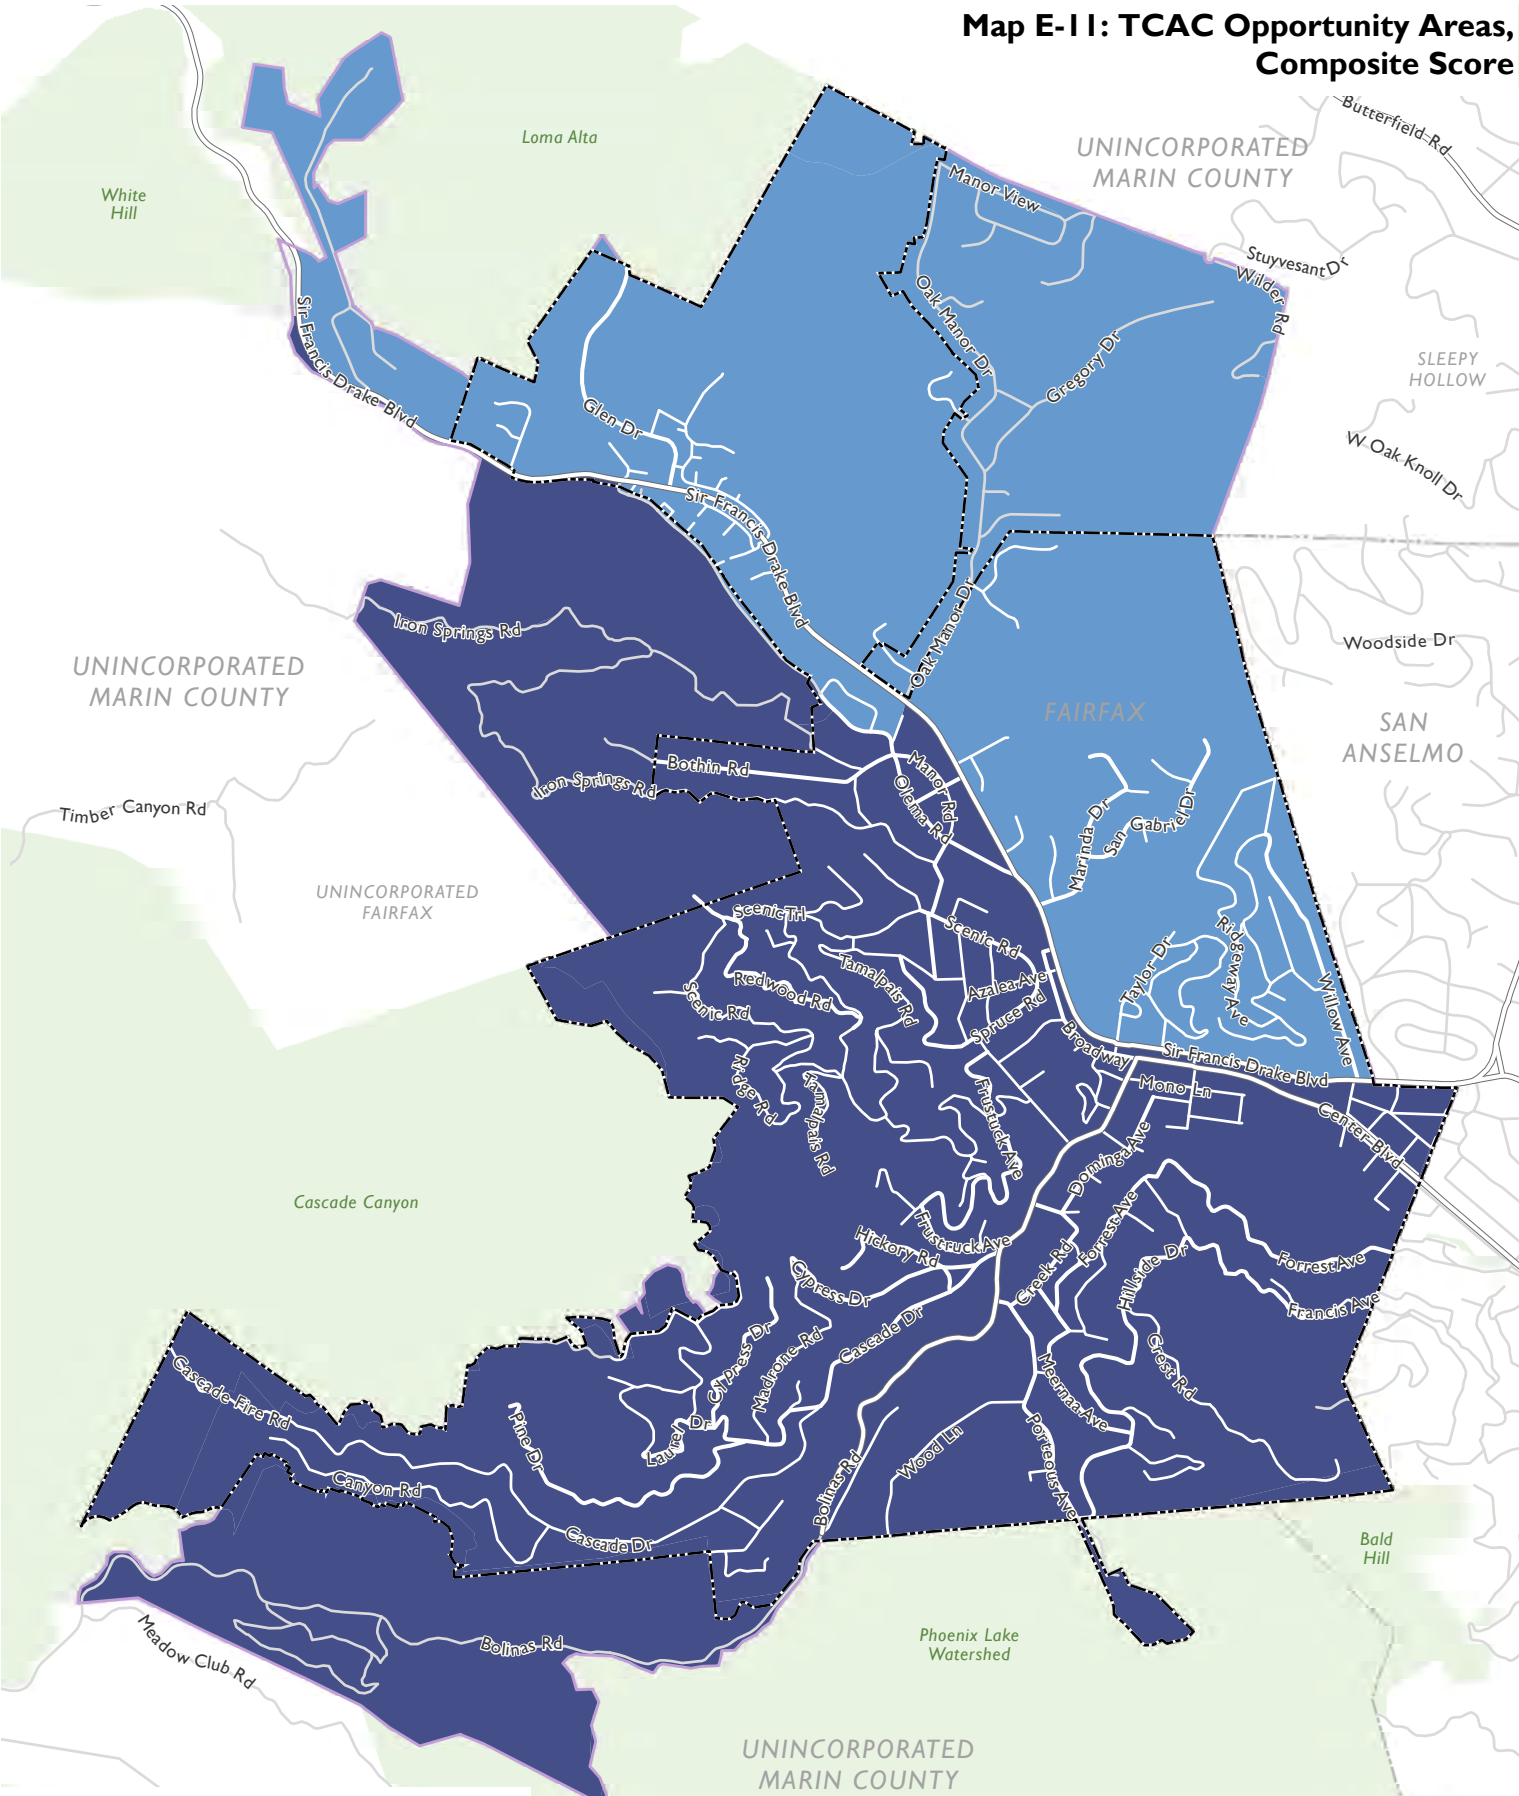 Map E-11: TCAC Opportunity Areas,
Composite Score
Butterfield Rd
Loma Alta
UNINCORPORATED
MARIN COUNTY
White
Hill
Manor View
Stuyvesant Dr
Wilder Rd
Sir Francis Drake Blvd
Oak Manor Dr
Gregory Dr
SLEEPY
HOLLOW
Glen Dr
W Oak Knoll Dr
Sir Francis Drake Blvd
Iron Springs Rd
Oak Manor Dr
Woodside Dr
UNINCORPORATED
MARIN COUNTY
FAIRFAX
SAN
ANSELMO
Bothin Rd
Iron Springs Rd
Manor Rd
Olema Rd
Timber Canyon Rd
Marinda Dr
San Gabriel Dr
UNINCORPORATED
FAIRFAX
Scenic Trl
Scenic Rd
Ridgeway Ave
Taylor Dr
Tamalpais Rd
Redwood Rd
Azalea Ave
Scenic Rd
Spruce Rd
Willow Ave
Broadway
Sir Francis Drake Blvd
Ridge Rd
Tamalpais Rd
Frustuck Ave
Mono Ln
Center Blvd
Dominga Ave
Cascade Canyon
Forrest Ave
Frustruck Ave
Hickory Rd
Creek Rd
Hillside Dr
Forrest Ave
Cypress Dr
Francis Ave
Cascade Dr
Cypress Dr
Madrone Rd
Crest Rd
Meernaa Ave
Cascade Fire Rd
Pine Dr
Laurel Dr
Wood Ln
Porteous Ave
Canyon Rd
Bolinas Rd
Cascade Dr
Bald
Hill
Meadow Club Rd
Bolinas Rd
Phoenix Lake
Watershed
UNINCORPORATED
MARIN COUNTY